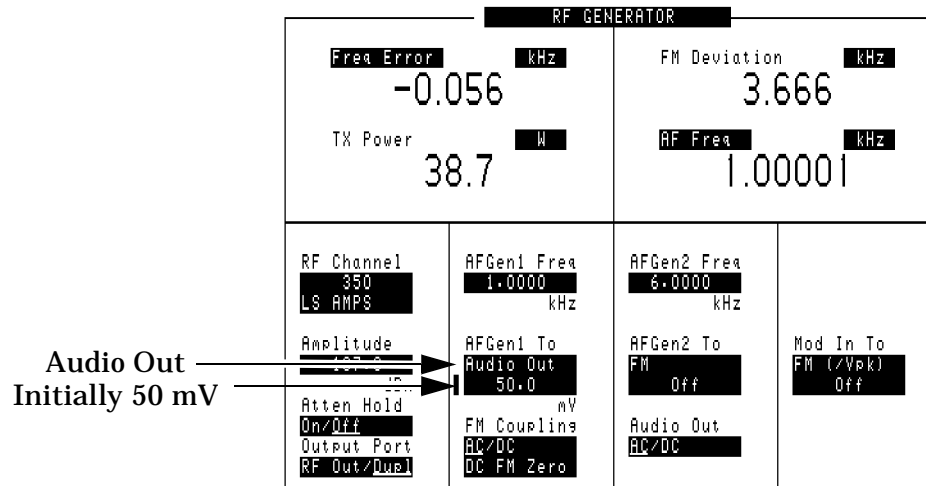 RF GENERATOR
Freq Error kHz
-0.056
FM Deviation kHz
3.666
TX Power W
38.7
AF Freq kHz
1.00001
RF Channel
350
LS AMPS
AFGen1 Freq
1.0000
kHz
AFGen2 Freq
6.0000
kHz
Audio Out
Initially 50 mV
Amplitude
Atten Hold
On/Off
Output Port
RF Out/Dupl
AFGen1 To
Audio Out
50.0
mV
FM Coupling
AC/DC
DC FM Zero
AFGen2 To
FM
Off
Audio Out
AC/DC
Mod In To
FM (/Vpk)
Off